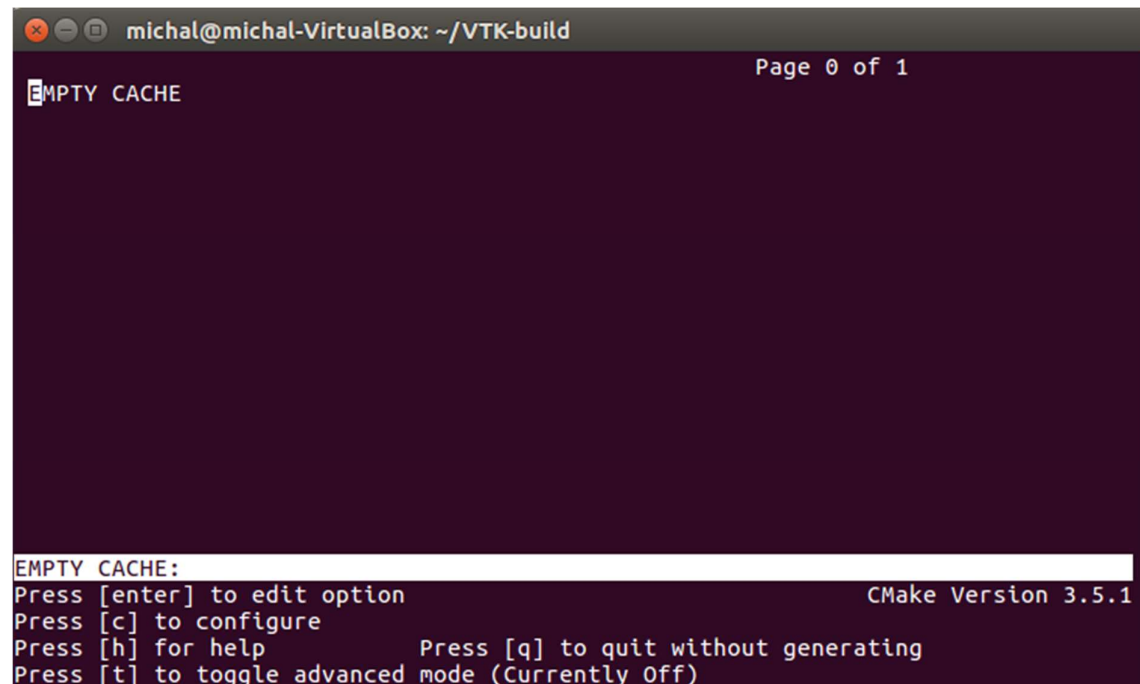 michal@michal-VirtualBox: ~/VTK-build
Page 0 of 1
EMPTY CACHE
EMPTY CACHE:
Press [enter] to edit option CMake Version 3.5.1
Press [c] to configure
Press [h] for help Press [q] to quit without generating
Press [t] to toggle advanced mode (Currently Off)